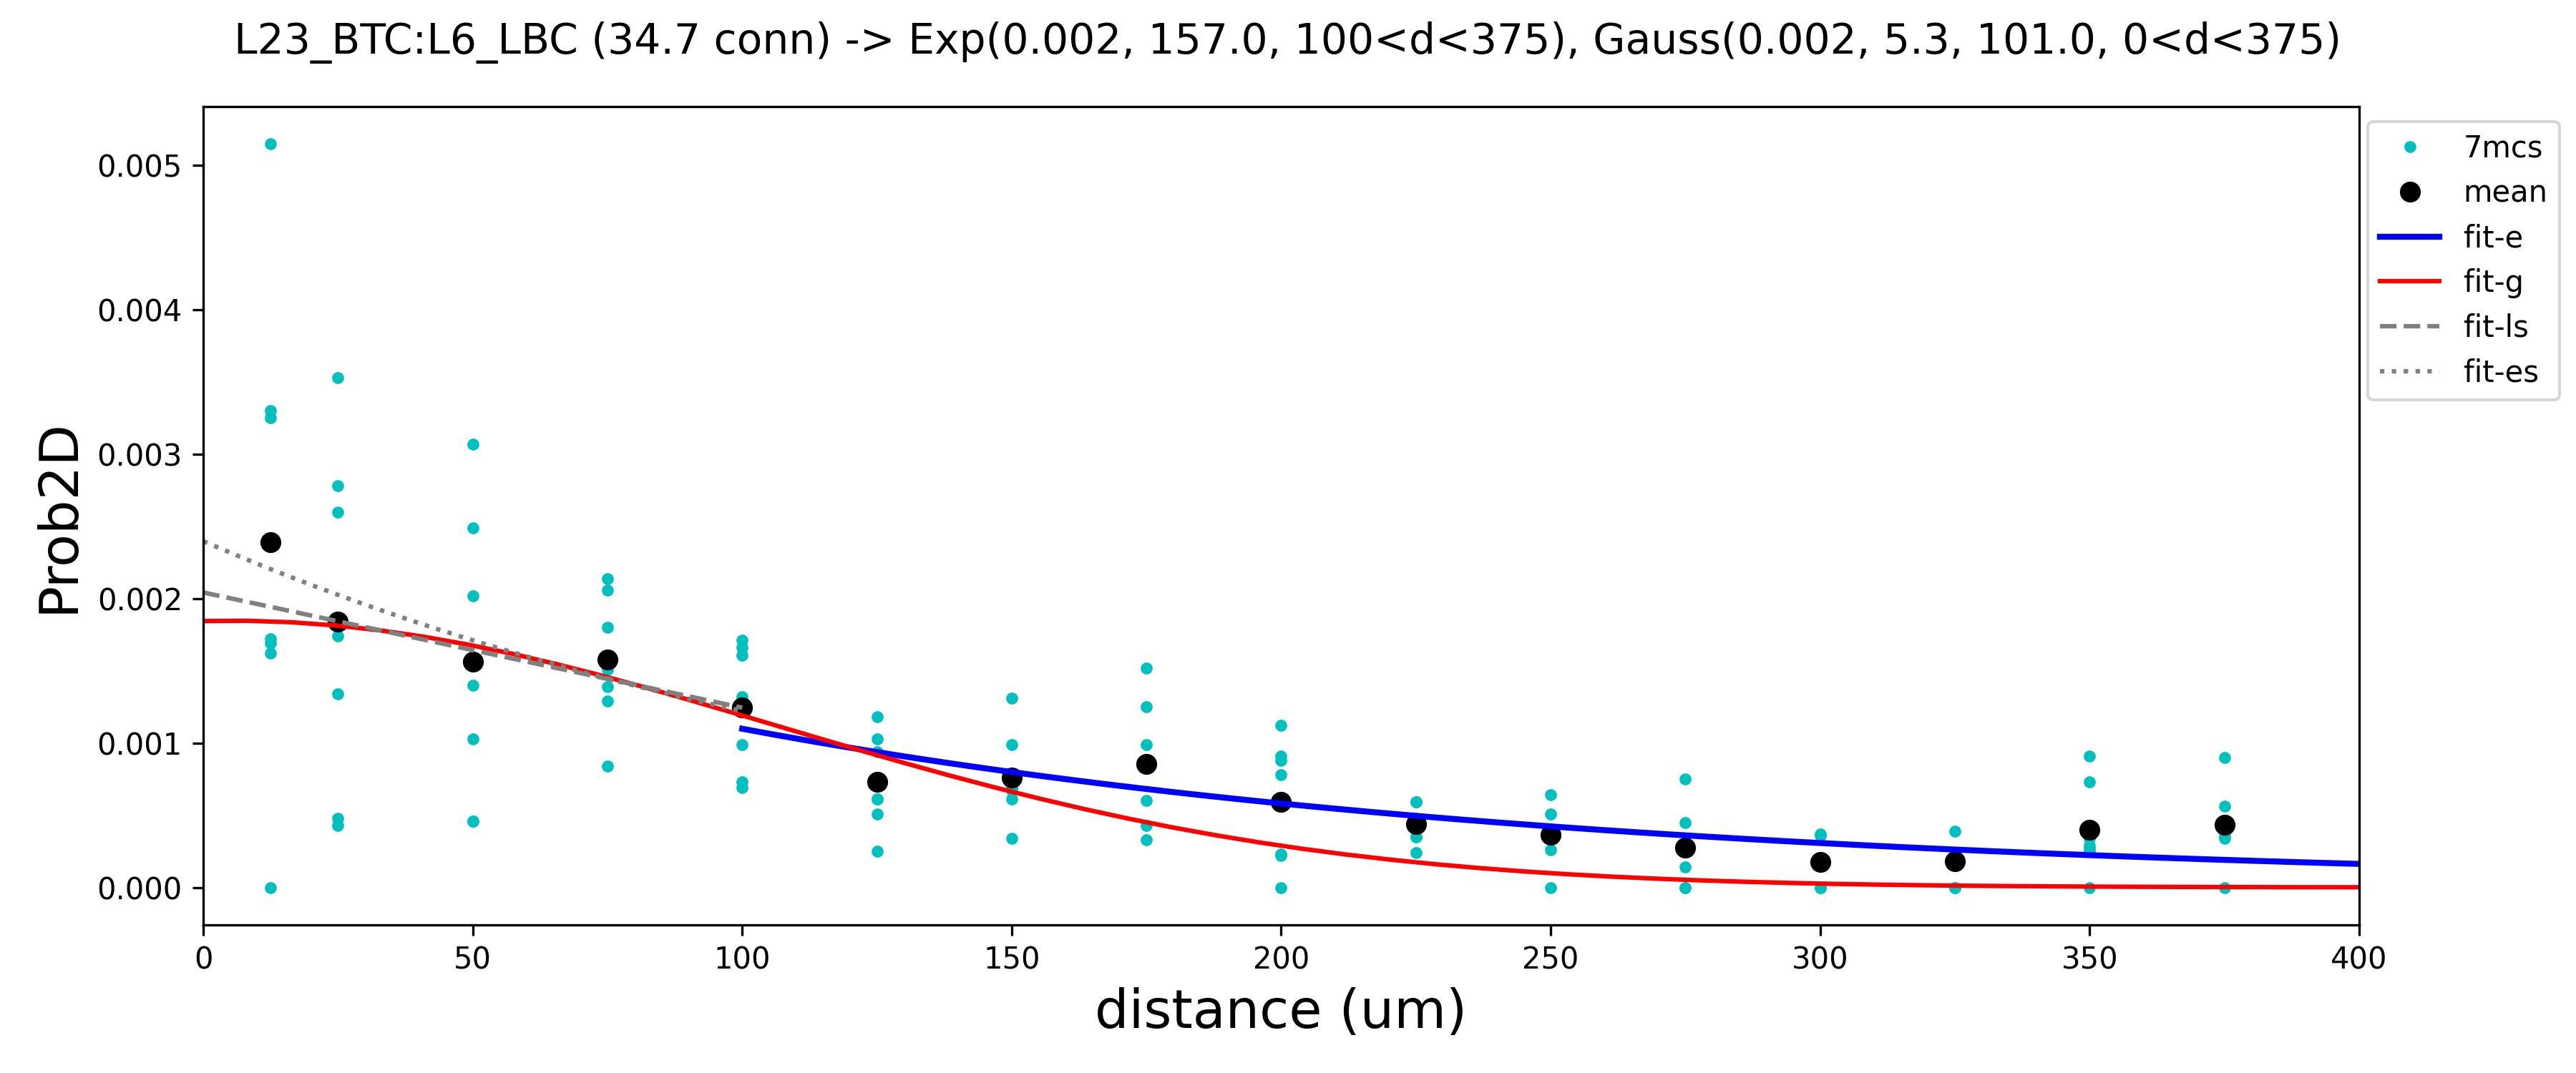 L23_BTC:L6_LBC (34.7 conn) -> Exp(0.002, 157.0, 100<d<375), Gauss(0.002, 5.3, 101.0, 0<d<375)
7mcs
mean
fit-e
fit-g
fit-ls
fit-es
Prob2D
0.005
0.004
0.003
0.002
0.001
0.000
0 50 100 150 200 250 300 350 400
distance (um)